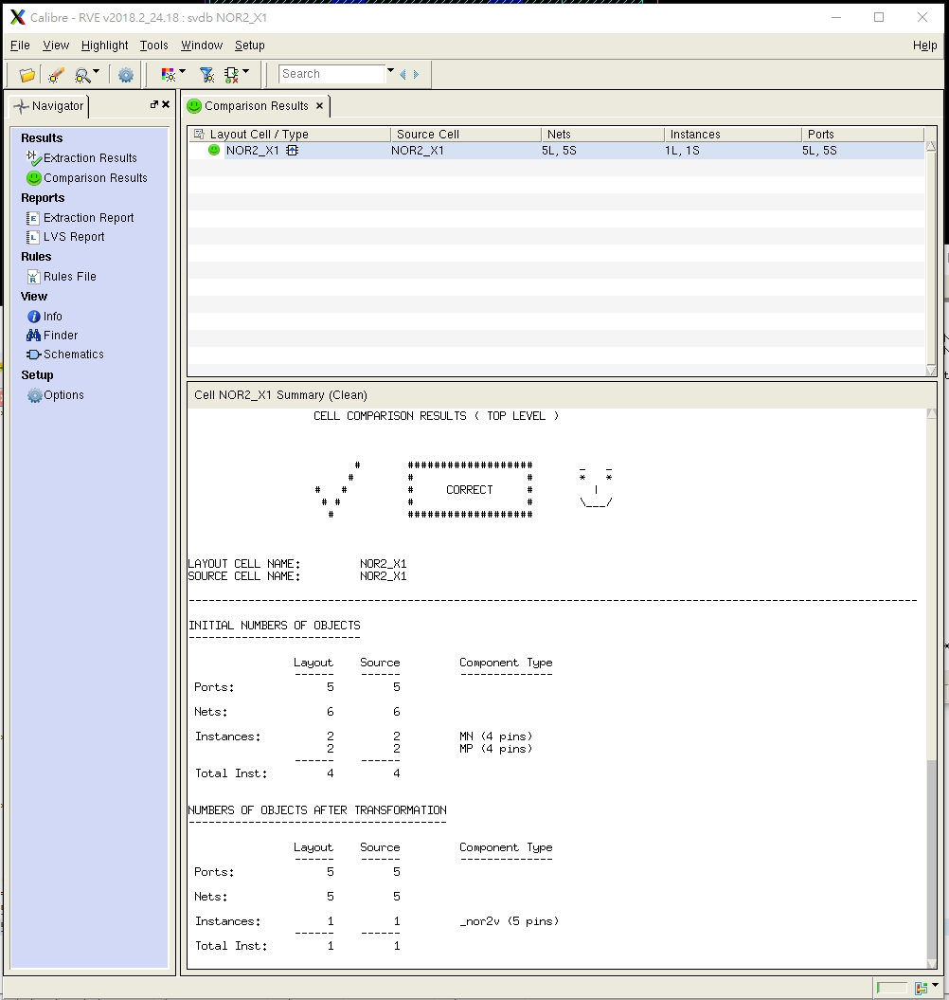 Calibre - RVE v2018.2_24.18 : svdb NOR2_X1
File View Highlight Tools Window Setup Help
Search
Navigator
Results
Extraction Results
Comparison Results
Reports
Extraction Report
LVS Report
Rules
Rules File
View
Info
Finder
Schematics
Setup
Options
Comparison Results
Layout Cell / Type Source Cell Nets Instances Ports
NOR2_X1 NOR2_X1 5L, 5S 1L, 1S 5L, 5S
Cell NOR2_X1 Summary (Clean)
CELL COMPARISON RESULTS ( TOP LEVEL )
# ################### _ _
# # # * *
# # # CORRECT # |
# # # # \___/
# ###################
LAYOUT CELL NAME: NOR2_X1
SOURCE CELL NAME: NOR2_X1
--------------------------------------------------------------------------------------------------------------
INITIAL NUMBERS OF OBJECTS
--------------------------
Layout Source Component Type
------ ------ --------------
Ports: 5 5
Nets: 6 6
Instances: 2 2 MN (4 pins)
2 2 MP (4 pins)
------ ------
Total Inst: 4 4
NUMBERS OF OBJECTS AFTER TRANSFORMATION
---------------------------------------
Layout Source Component Type
------ ------ --------------
Ports: 5 5
Nets: 5 5
Instances: 1 1 _nor2v (5 pins)
------ ------
Total Inst: 1 1